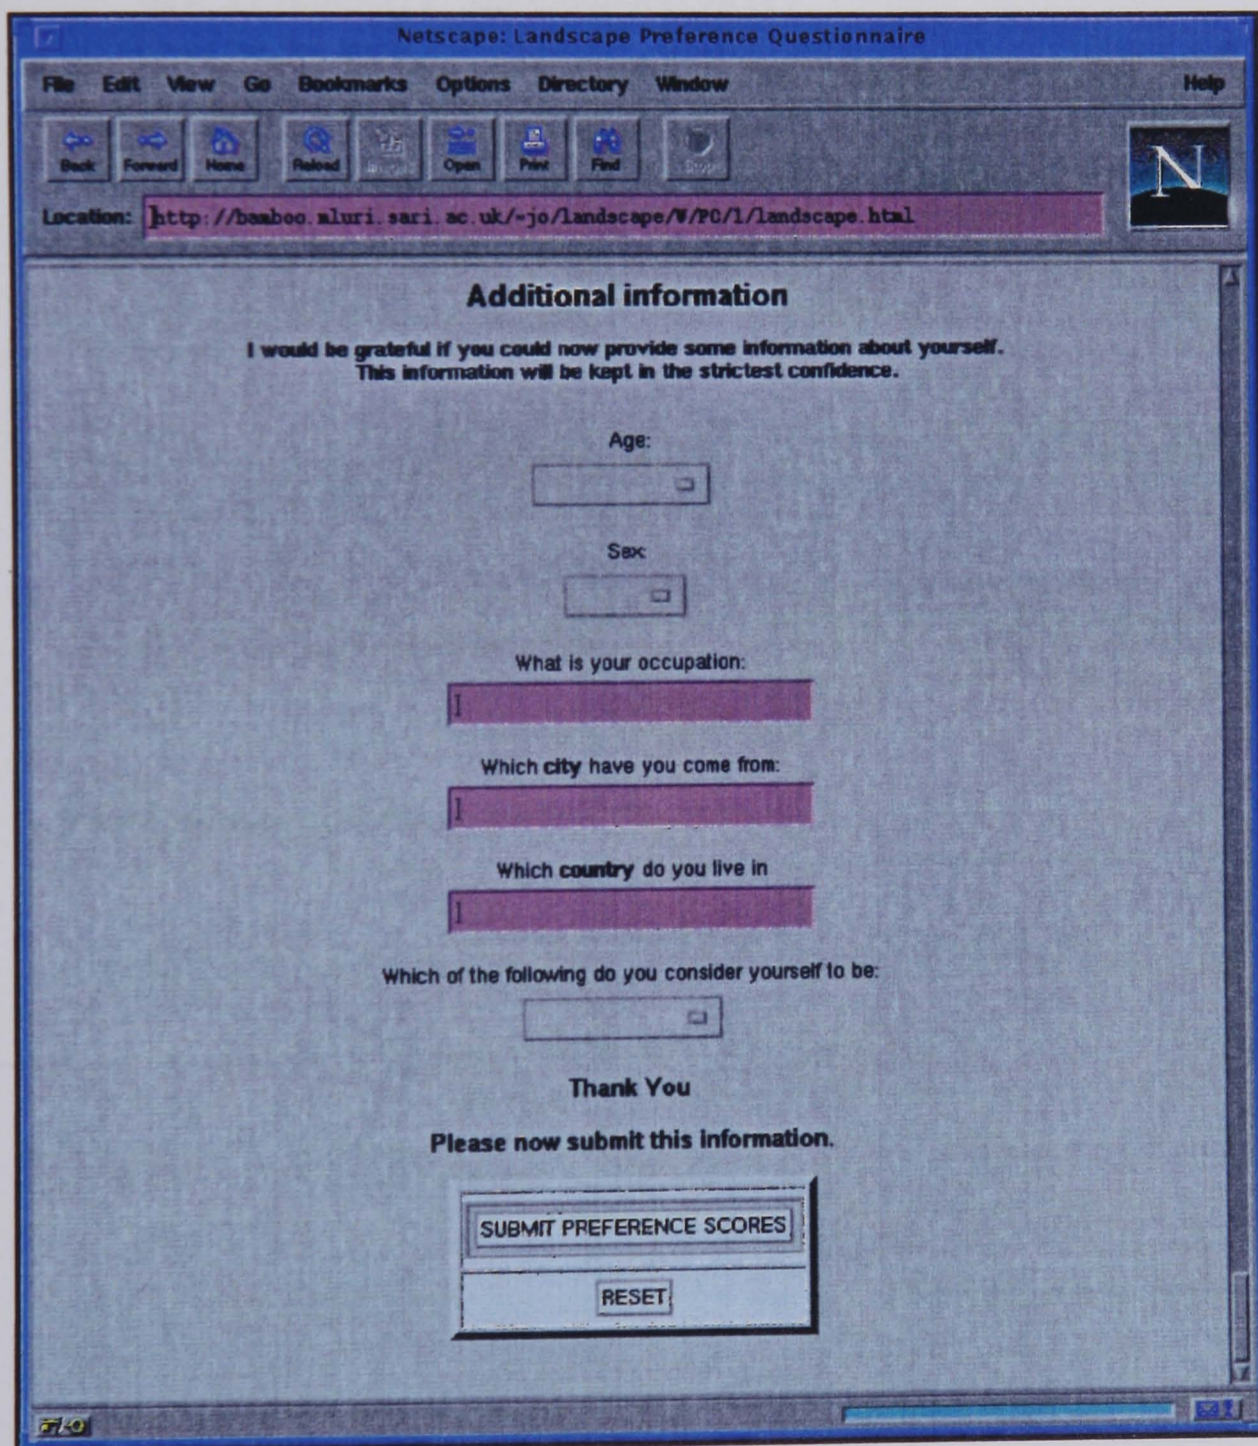 Netscape: Landscape Preference Questionnaire
File Edit View Go Bookmarks Options Directory Window Help
Back Forward Home Reload Open Print Find Stop
N
Location: http://bamboo.mluri.sari.ac.uk/~jo/landscape/V/PC/1/landscape.html
Additional information
I would be grateful if you could now provide some information about yourself.
This information will be kept in the strictest confidence.
Age:
Sex:
What is your occupation:
Which city have you come from:
Which country do you live in
Which of the following do you consider yourself to be:
Thank You
Please now submit this information.
SUBMIT PREFERENCE SCORES
RESET